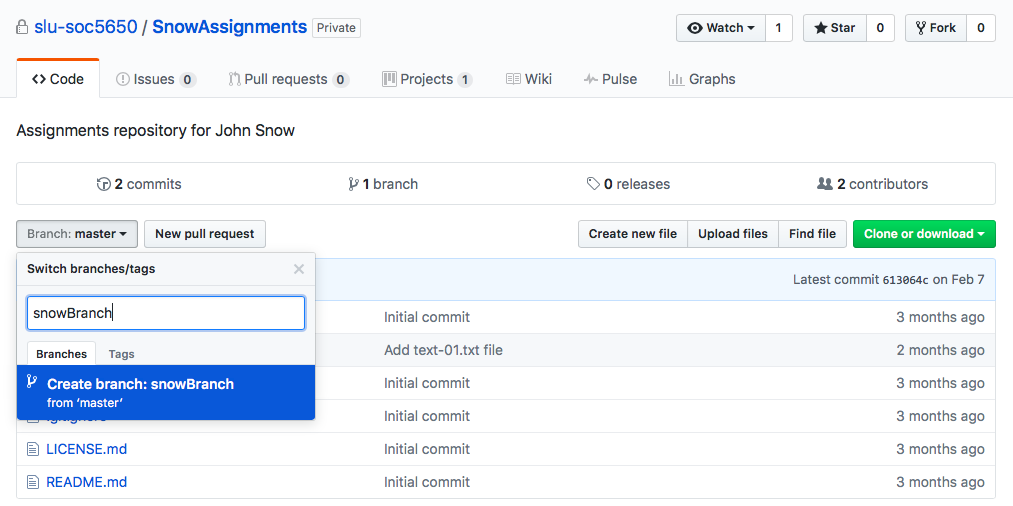 slu-soc5650 / SnowAssignments Private
Watch 1 Star 0 Fork 0
Code Issues 0 Pull requests 0 Projects 1 Wiki Pulse Graphs
Assignments repository for John Snow
2 commits 1 branch 0 releases 2 contributors
Branch: master New pull request Create new file Upload files Find file Clone or download
Switch branches/tags
Latest commit 613064c on Feb 7
snowBranch
Initial commit 3 months ago
Branches Tags
Add text-01.txt file 2 months ago
Create branch: snowBranch
from ‘master’
Initial commit 3 months ago
Initial commit 3 months ago
LICENSE.md Initial commit 3 months ago
README.md Initial commit 3 months ago